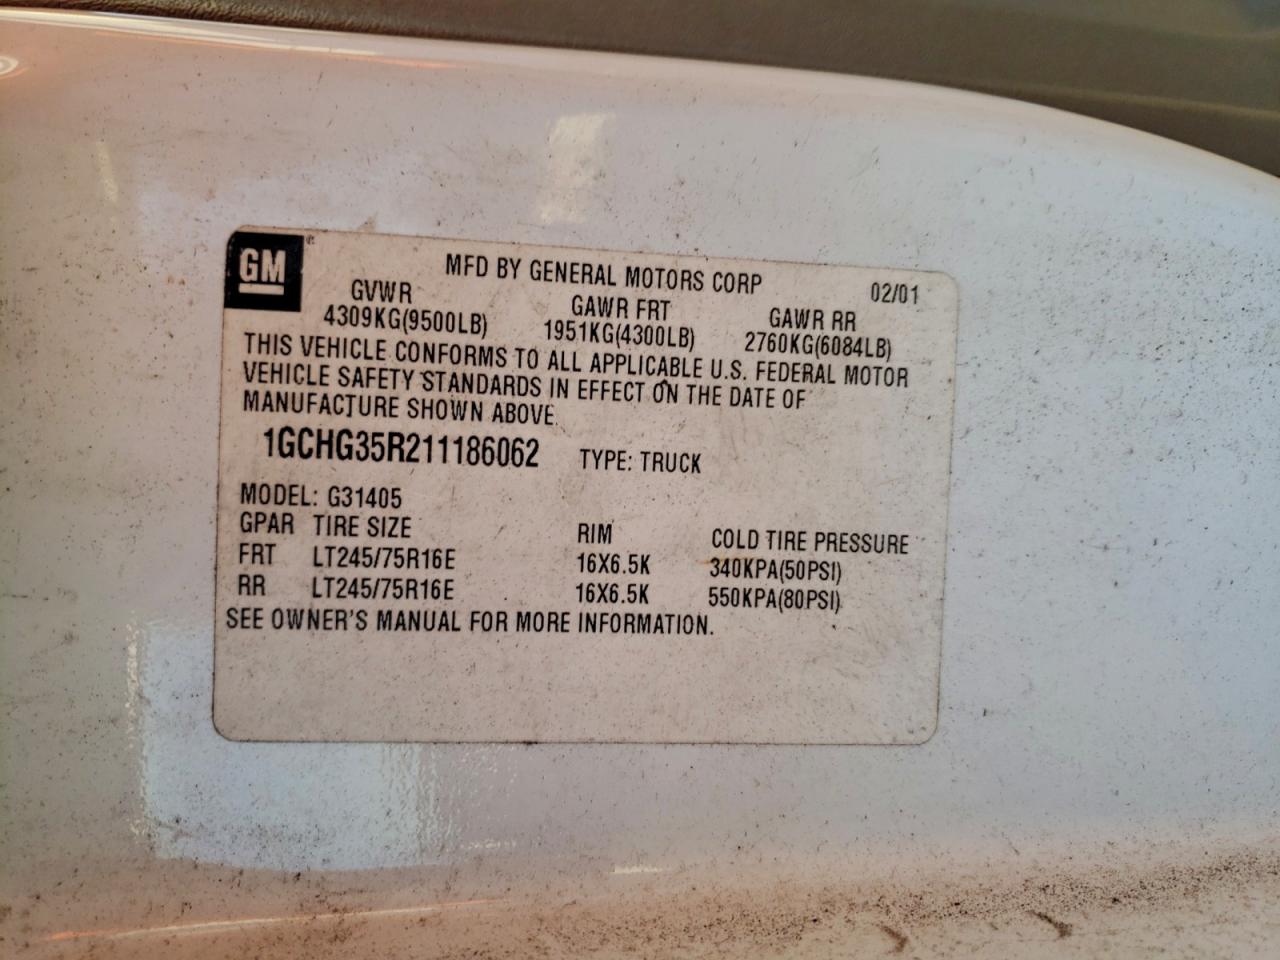 GM ®
MFD BY GENERAL MOTORS CORP 02/01
GVWR GAWR FRT GAWR RR
4309KG(9500LB) 1951KG(4300LB) 2760KG(6084LB)
THIS VEHICLE CONFORMS TO ALL APPLICABLE U.S. FEDERAL MOTOR
VEHICLE SAFETY STANDARDS IN EFFECT ON THE DATE OF
MANUFACTURE SHOWN ABOVE.
1GCHG35R211186062 TYPE: TRUCK
MODEL: G31405
GPAR TIRE SIZE RIM COLD TIRE PRESSURE
FRT LT245/75R16E 16X6.5K 340KPA(50PSI)
RR LT245/75R16E 16X6.5K 550KPA(80PSI)
SEE OWNER'S MANUAL FOR MORE INFORMATION.